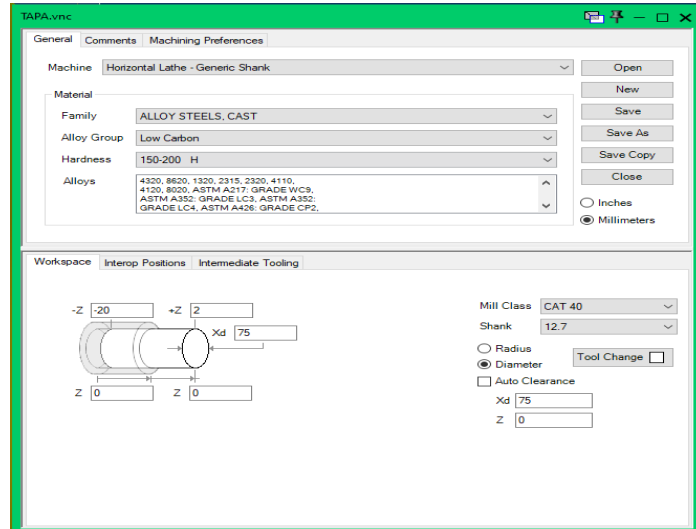 TAPA.vnc
General Comments Machining Preferences
Machine Horizontal Lathe - Generic Shank Open
New
Material
Family ALLOY STEELS, CAST Save
Alloy Group Low Carbon Save As
Hardness 150-200 H Save Copy
Alloys 4320, 8620, 1320, 2315, 2320, 4110, Close
4120, 8020, ASTM A217: GRADE WC9,
ASTM A352: GRADE LC3, ASTM A352: Inches
GRADE LC4, ASTM A426: GRADE CP2, Millimeters
Workspace Interop Positions Intermediate Tooling
-Z -20 +Z 2 Mill Class CAT 40
Xd 75 Shank 12.7
Radius
Diameter Tool Change
Auto Clearance
Z 0 Z 0 Xd 75
Z 0